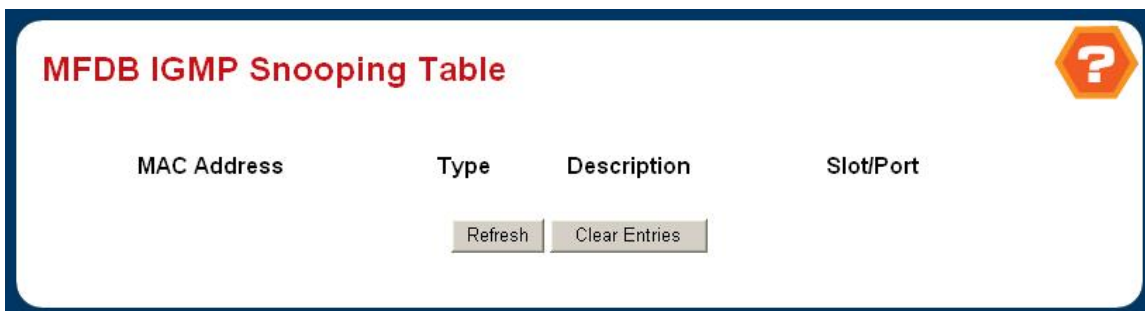 MFDB IGMP Snooping Table
?
MAC Address Type Description Slot/Port
Refresh Clear Entries